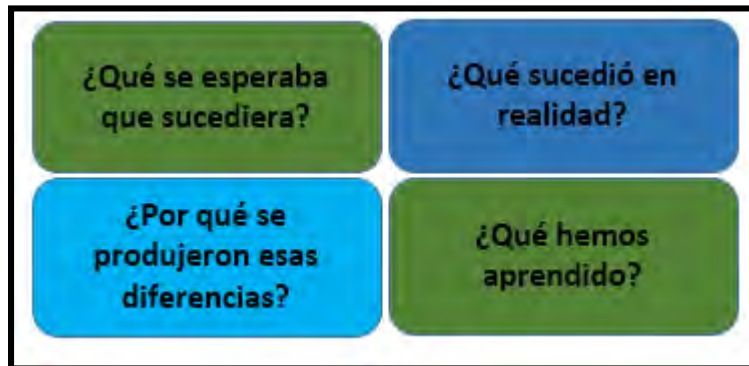 ¿Qué se esperaba
que sucediera?
¿Qué sucedió en
realidad?
¿Por qué se
produjeron esas
diferencias?
¿Qué hemos
aprendido?